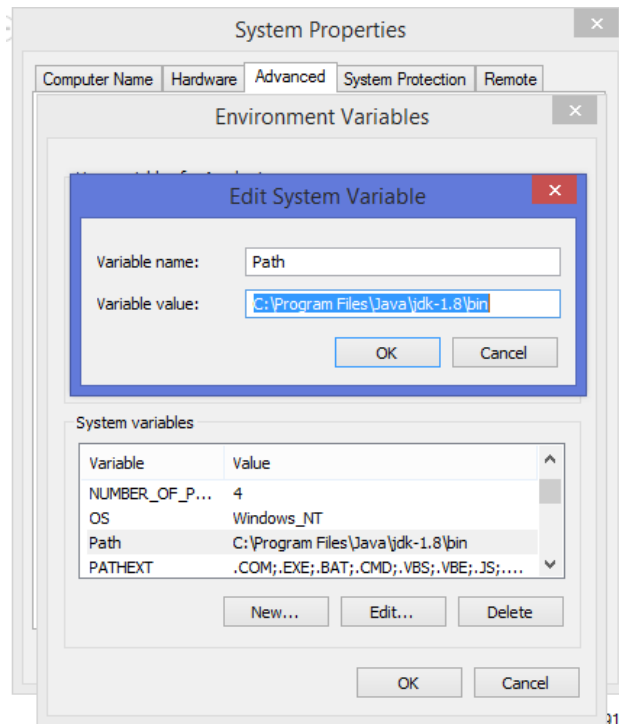 System Properties
Computer Name Hardware Advanced System Protection Remote
Environment Variables
Edit System Variable
Variable name: Path
Variable value: C:\Program Files\Java\jdk-1.8\bin
OK Cancel
System variables
Variable Value
NUMBER_OF_P... 4
OS Windows_NT
Path C:\Program Files\Java\jdk-1.8\bin
PATHEXT .COM;.EXE;.BAT;.CMD;.VBS;.VBE;.JS;....
New... Edit... Delete
OK Cancel
91